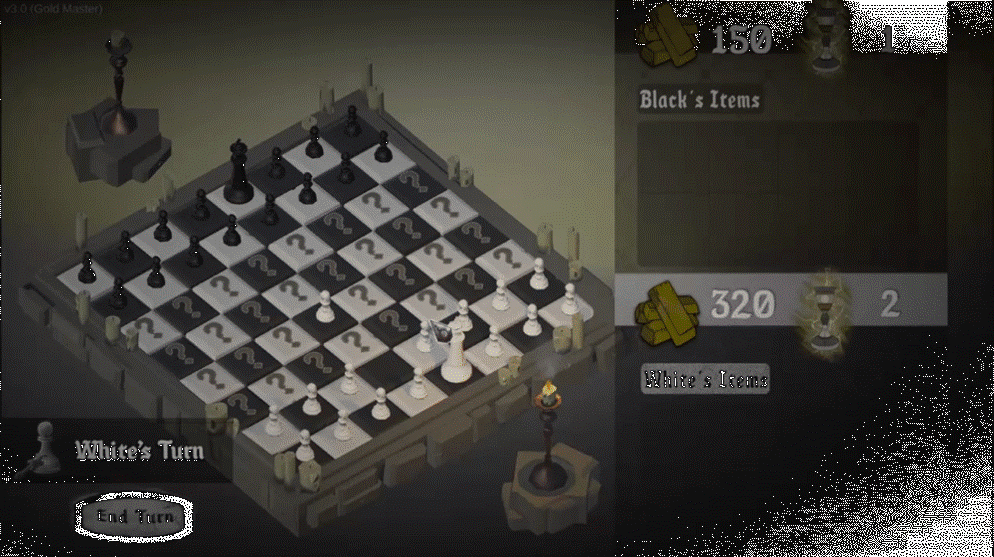 v3.0 (Gold Master)
150 1
Black's Items
320 2
White's Items
White's Turn
End Turn